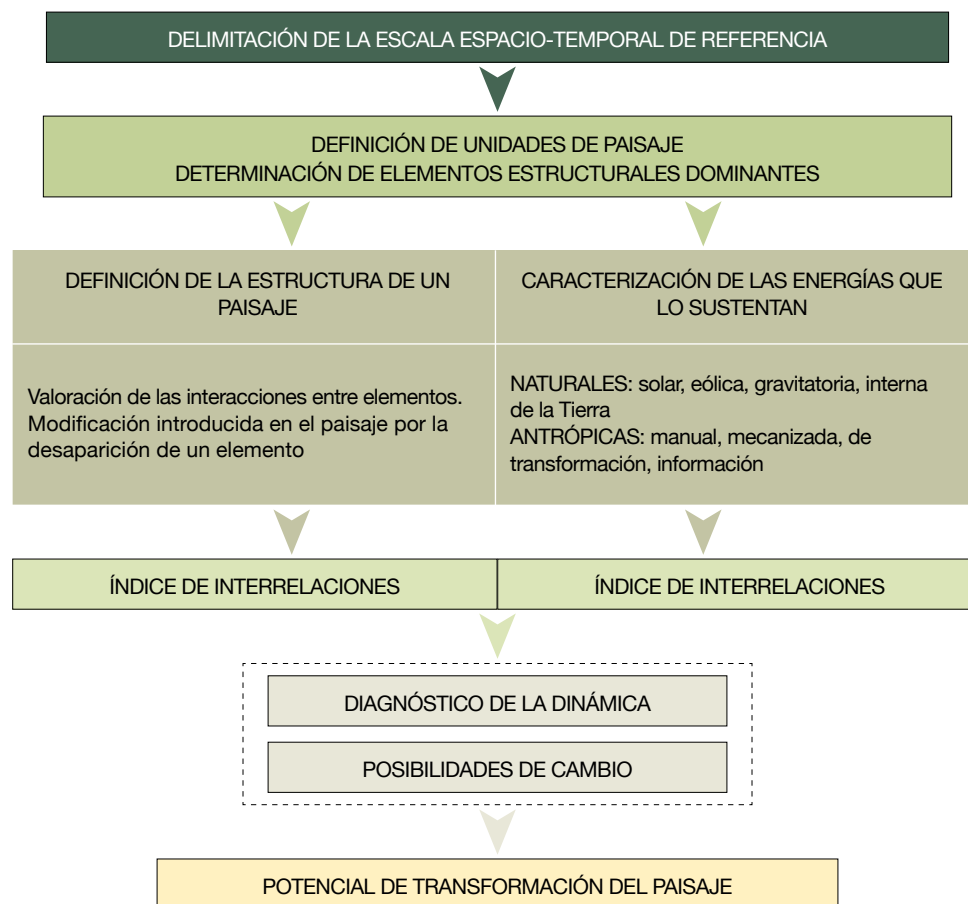 DELIMITACIÓN DE LA ESCALA ESPACIO-TEMPORAL DE REFERENCIA
DEFINICIÓN DE UNIDADES DE PAISAJE
DETERMINACIÓN DE ELEMENTOS ESTRUCTURALES DOMINANTES
DEFINICIÓN DE LA ESTRUCTURA DE UN
PAISAJE
Valoración de las interacciones entre elementos.
Modificación introducida en el paisaje por la
desaparición de un elemento
CARACTERIZACIÓN DE LAS ENERGÍAS QUE
LO SUSTENTAN
NATURALES: solar, eólica, gravitatoria, interna
de la Tierra
ANTRÓPICAS: manual, mecanizada, de
transformación, información
ÍNDICE DE INTERRELACIONES
ÍNDICE DE INTERRELACIONES
DIAGNÓSTICO DE LA DINÁMICA
POSIBILIDADES DE CAMBIO
POTENCIAL DE TRANSFORMACIÓN DEL PAISAJE